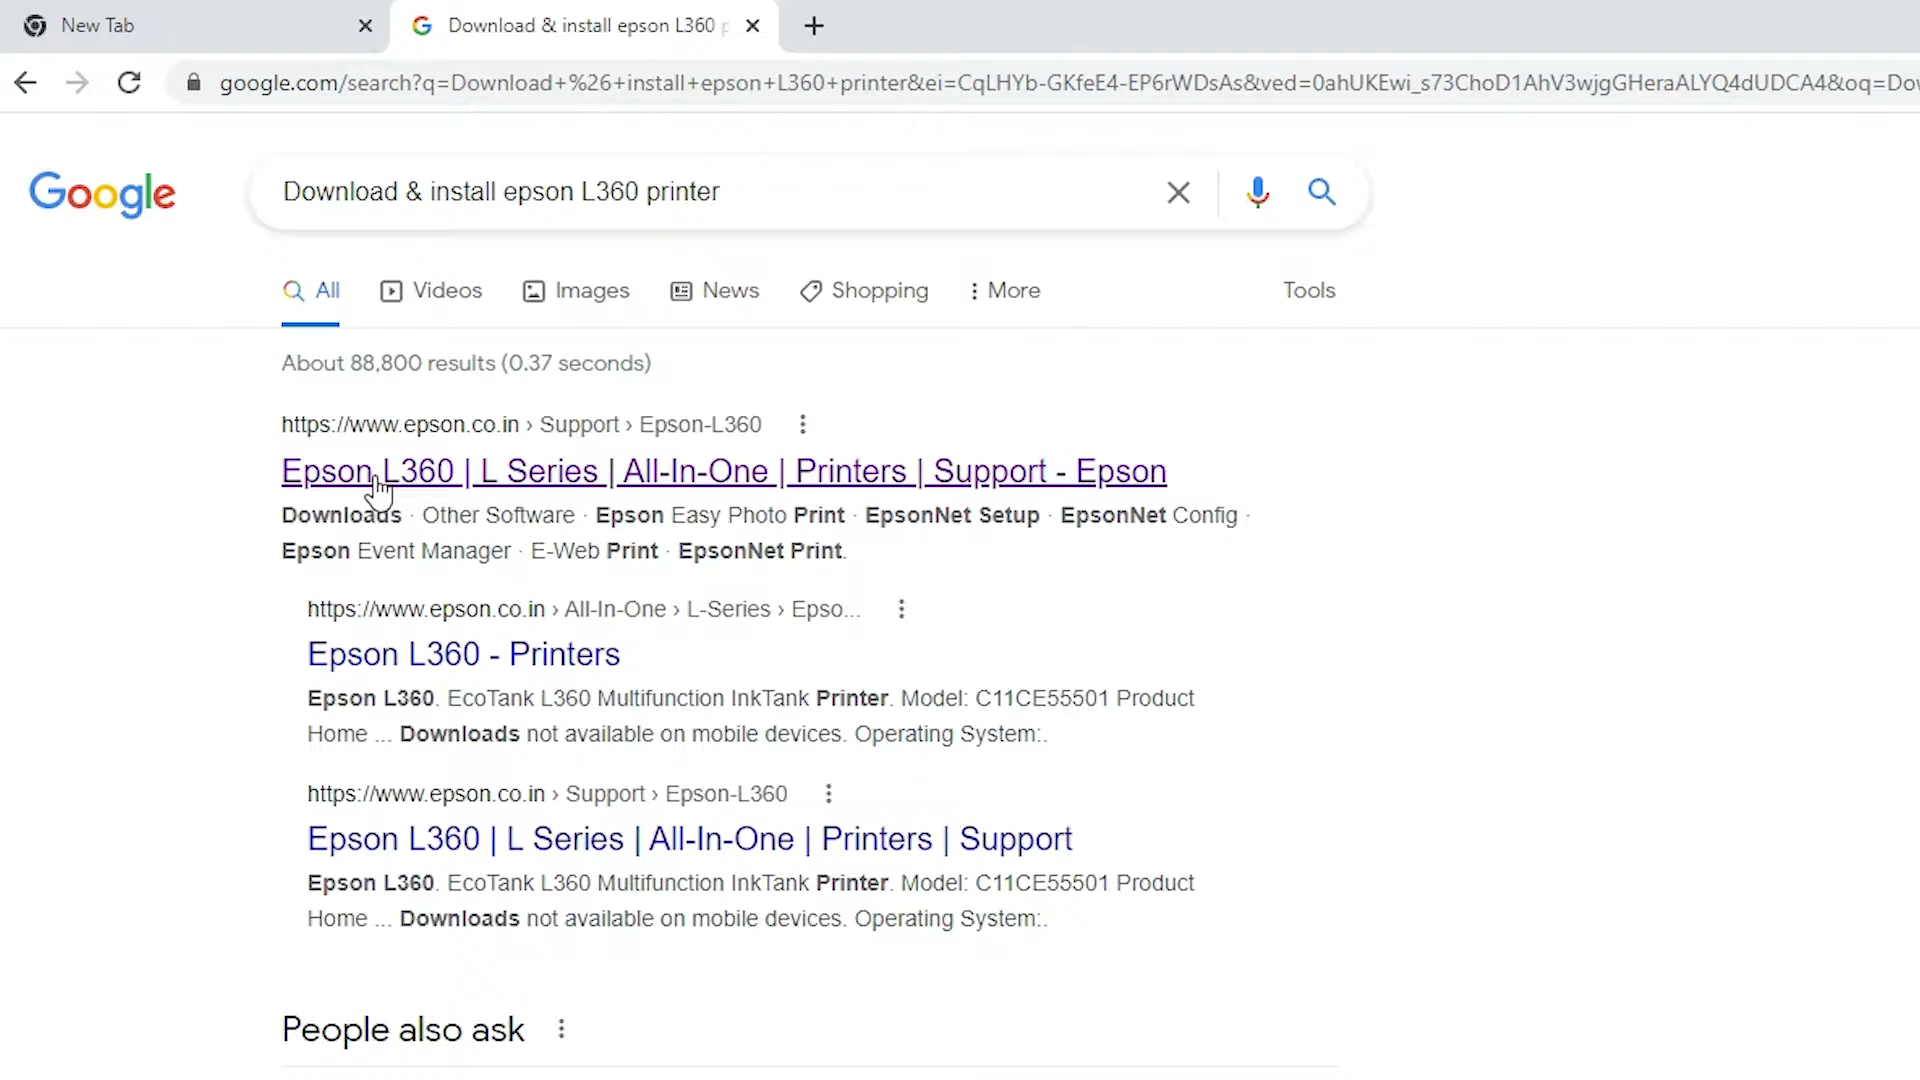 New Tab
Download & install epson L360 p
google.com/search?q=Download+%26+install+epson+L360+printer&ei=CqLHYb-GKfeE4-EP6rWDsAs&ved=0ahUKEwi_s73ChoD1AhV3wjgGHeraALYQ4dUDCA4&oq=Dov
Google
Download & install epson L360 printer
All Videos Images News Shopping More Tools
About 88,800 results (0.37 seconds)
https://www.epson.co.in › Support › Epson-L360
Epson L360 | L Series | All-In-One | Printers | Support - Epson
Downloads · Other Software · Epson Easy Photo Print · EpsonNet Setup · EpsonNet Config ·
Epson Event Manager · E-Web Print · EpsonNet Print.
https://www.epson.co.in › All-In-One › L-Series › Epso...
Epson L360 - Printers
Epson L360. EcoTank L360 Multifunction InkTank Printer. Model: C11CE55501 Product
Home ... Downloads not available on mobile devices. Operating System:.
https://www.epson.co.in › Support › Epson-L360
Epson L360 | L Series | All-In-One | Printers | Support
Epson L360. EcoTank L360 Multifunction InkTank Printer. Model: C11CE55501 Product
Home ... Downloads not available on mobile devices. Operating System:.
People also ask